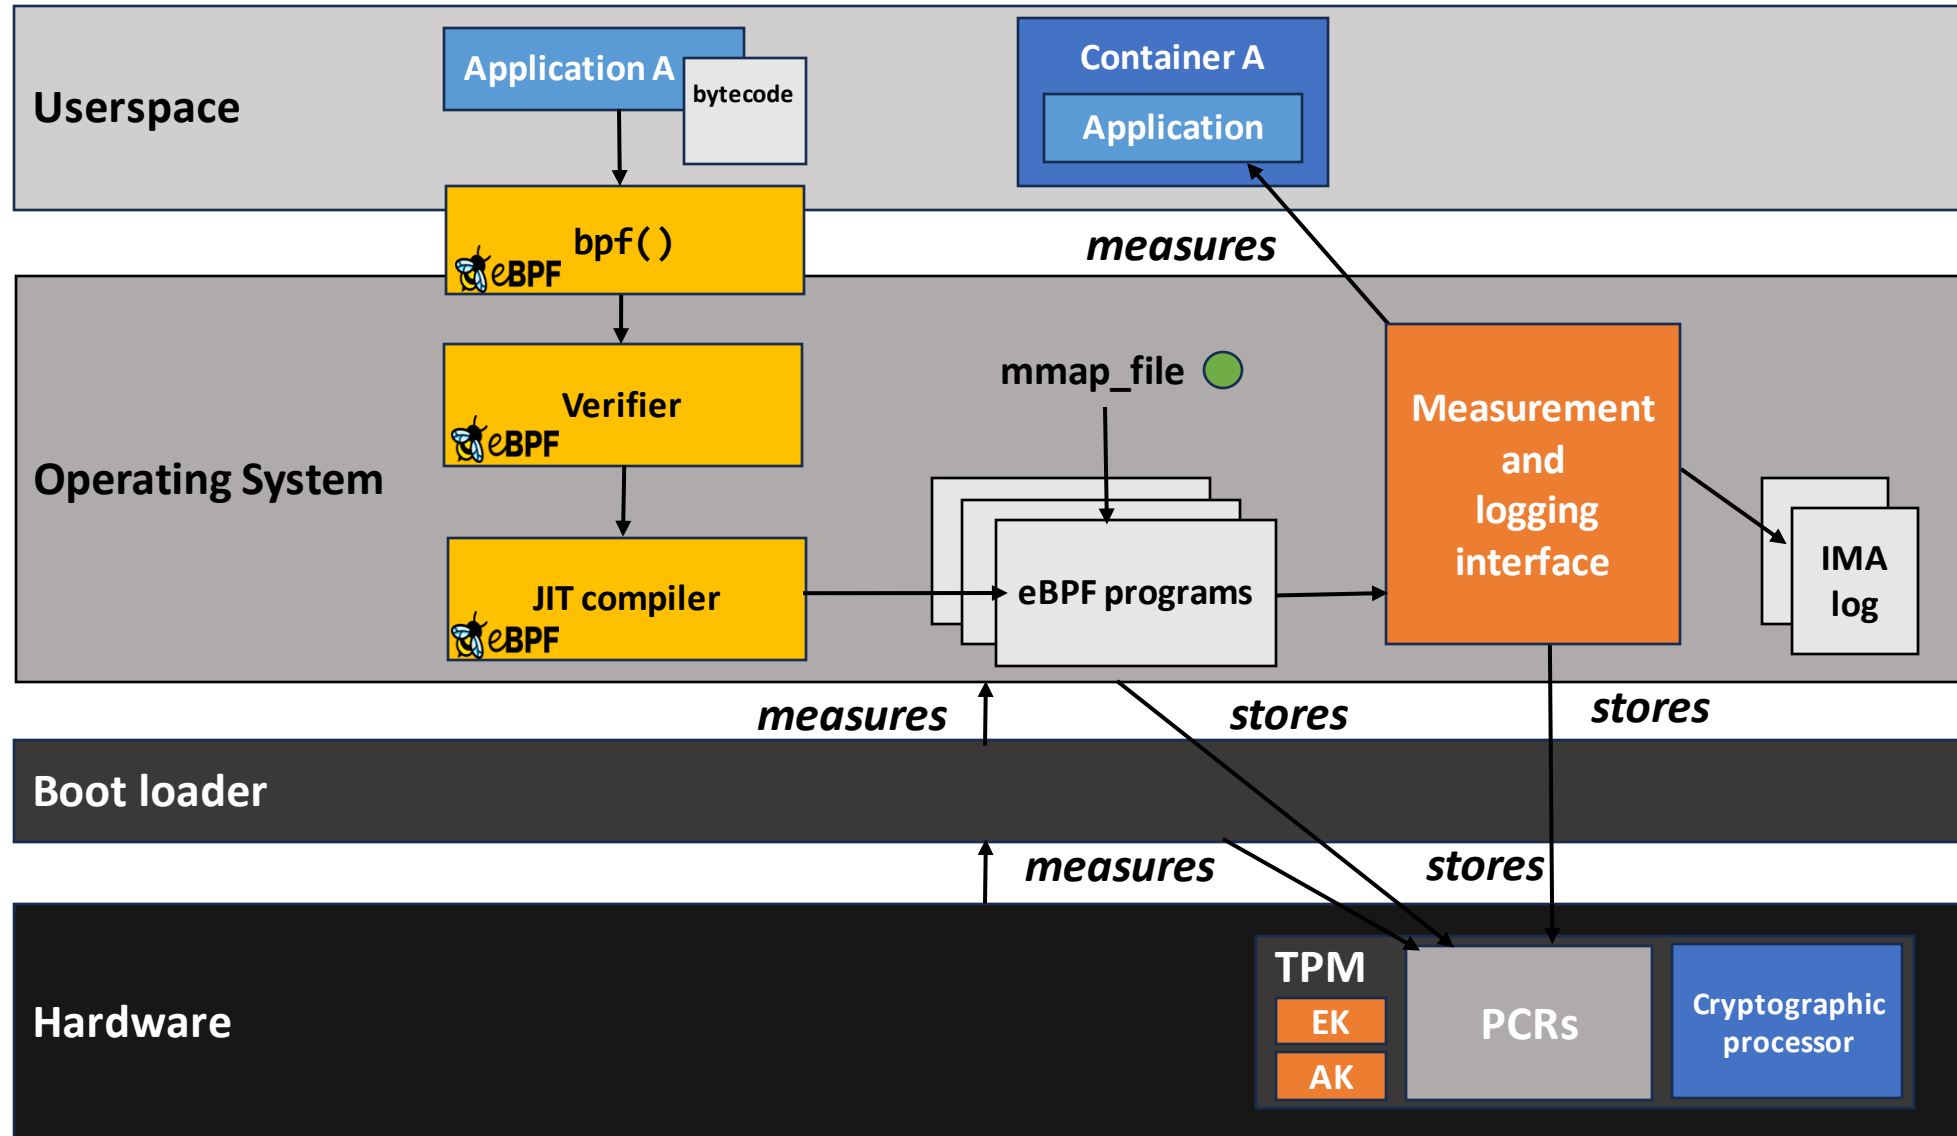 Userspace
Application A
bytecode
Container A
Application
bpf()
eBPF
measures
Operating System
Verifier
eBPF
JIT compiler
eBPF
mmap_file
eBPF programs
Measurement
and
logging
interface
IMA
log
measures
stores
stores
Boot loader
measures
stores
Hardware
TPM
EK
AK
PCRs
Cryptographic
processor